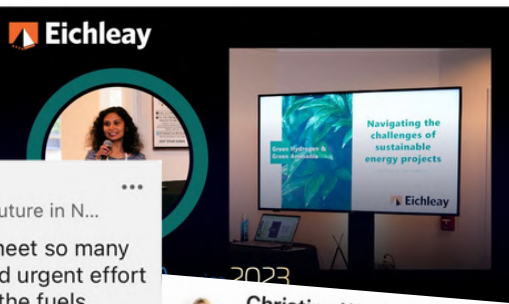 Eichleay
Navigating the
challenges of
sustainable
energy projects
Green Hydrogen &
Green Ammonia
Eichleay
...
uture in N...
neet so many
d urgent effort
the fuels
2023